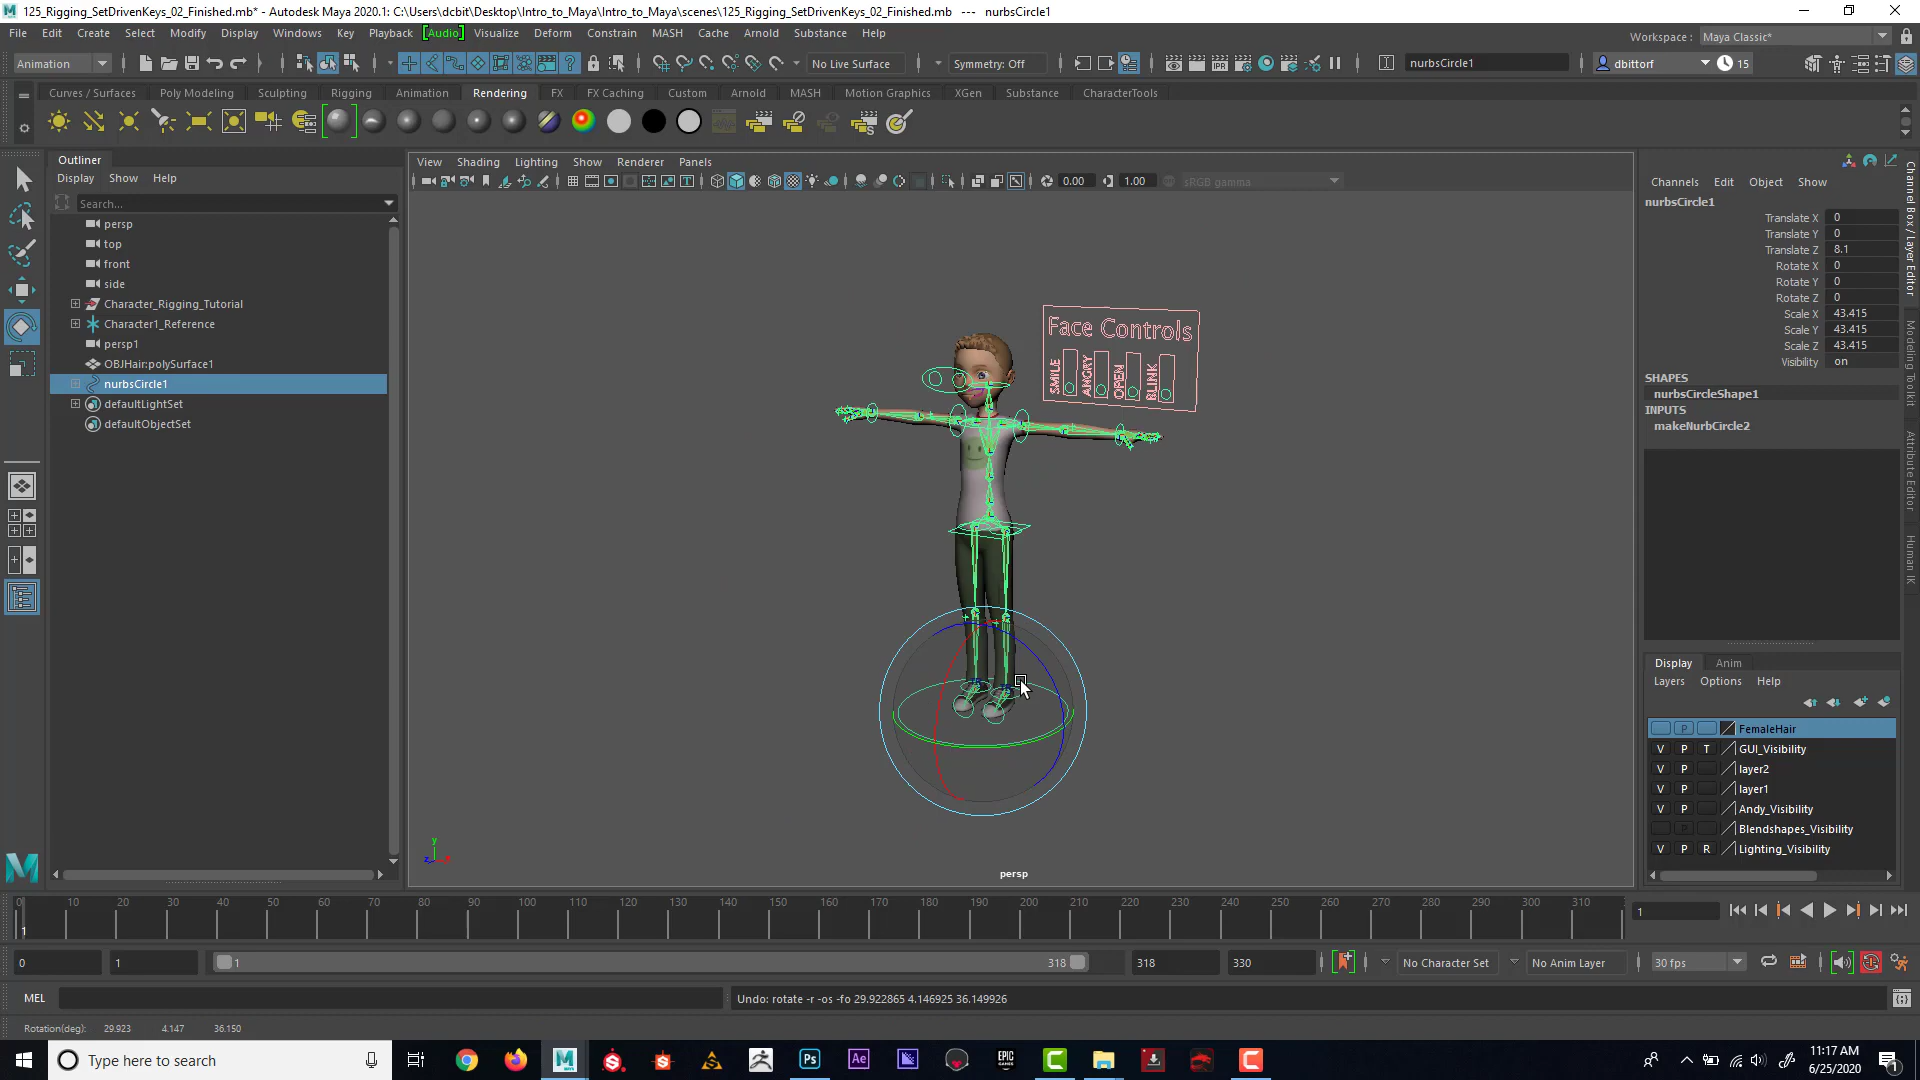 125_Rigging_SetDrivenKeys_02_Finished.mb* - Autodesk Maya 2020.1: C:\Users\dcbit\Desktop\Intro_to_Maya\Intro_to_Maya\scenes\125_Rigging_SetDrivenKeys_02_Finished.mb --- nurbsCircle1
File Edit Create Select Modify Display Windows Key Playback [Audio] Visualize Deform Constrain MASH Cache Arnold Substance Help
Workspace : Maya Classic*
Animation No Live Surface Symmetry: Off nurbsCircle1 dbittorf 15
Curves / Surfaces Poly Modeling Sculpting Rigging Animation Rendering FX FX Caching Custom Arnold MASH Motion Graphics XGen Substance CharacterTools
Outliner
Display Show Help
Search...
persp
top
front
side
Character_Rigging_Tutorial
Character1_Reference
persp1
OBJHair:polySurface1
nurbsCircle1
defaultLightSet
defaultObjectSet
View Shading Lighting Show Renderer Panels
0.00 1.00 sRGB gamma
Face Controls
SMILE ANGRY OPEN BLINK
y
z x
persp
Channels Edit Object Show
nurbsCircle1
Translate X 0
Translate Y 0
Translate Z 8.1
Rotate X 0
Rotate Y 0
Rotate Z 0
Scale X 43.415
Scale Y 43.415
Scale Z 43.415
Visibility on
SHAPES
nurbsCircleShape1
INPUTS
makeNurbCircle2
Channel Box / Layer Editor
Modeling Toolkit
Attribute Editor
Human IK
Display Anim
Layers Options Help
P FemaleHair
V P T GUI_Visibility
V P layer2
V P layer1
V P Andy_Visibility
P Blendshapes_Visibility
V P R Lighting_Visibility
0 10 20 30 40 50 60 70 80 90 100 110 120 130 140 150 160 170 180 190 200 210 220 230 240 250 260 270 280 290 300 310
1
1
0 1 1 318 318 330 No Character Set No Anim Layer 30 fps
MEL Undo: rotate -r -os -fo 29.922865 4.146925 36.149926
Rotation(deg): 29.923 4.147 36.150
Type here to search
Ps Ae EPIC GAMES
11:17 AM
6/25/2020
1